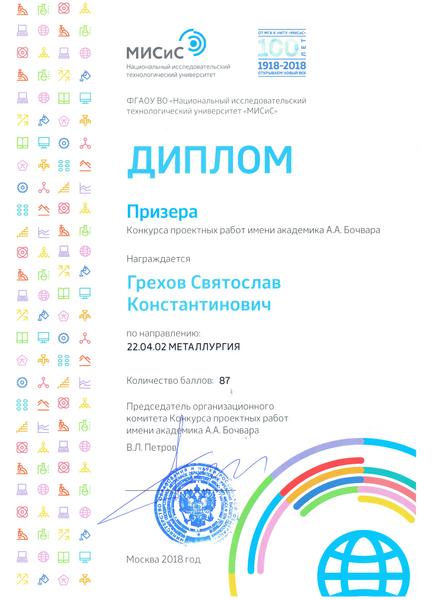 МИСиС
Национальный исследовательский
технологический университет
ОТ МГА К НИТУ «МИСиС»
100 ЛЕТ
1918-2018
ОТКРЫВАЕМ НОВЫЙ ВЕК
ФГАОУ ВО «Национальный исследовательский
технологический университет «МИСиС»
ДИПЛОМ
Призера
Конкурса проектных работ имени академика А.А. Бочвара
Награждается
Грехов Святослав
Константинович
по направлению:
22.04.02 МЕТАЛЛУРГИЯ
Количество баллов: 87
Председатель организационного
комитета Конкурса проектных работ
имени академика А.А. Бочвара
В.Л. Петров
Москва 2018 год